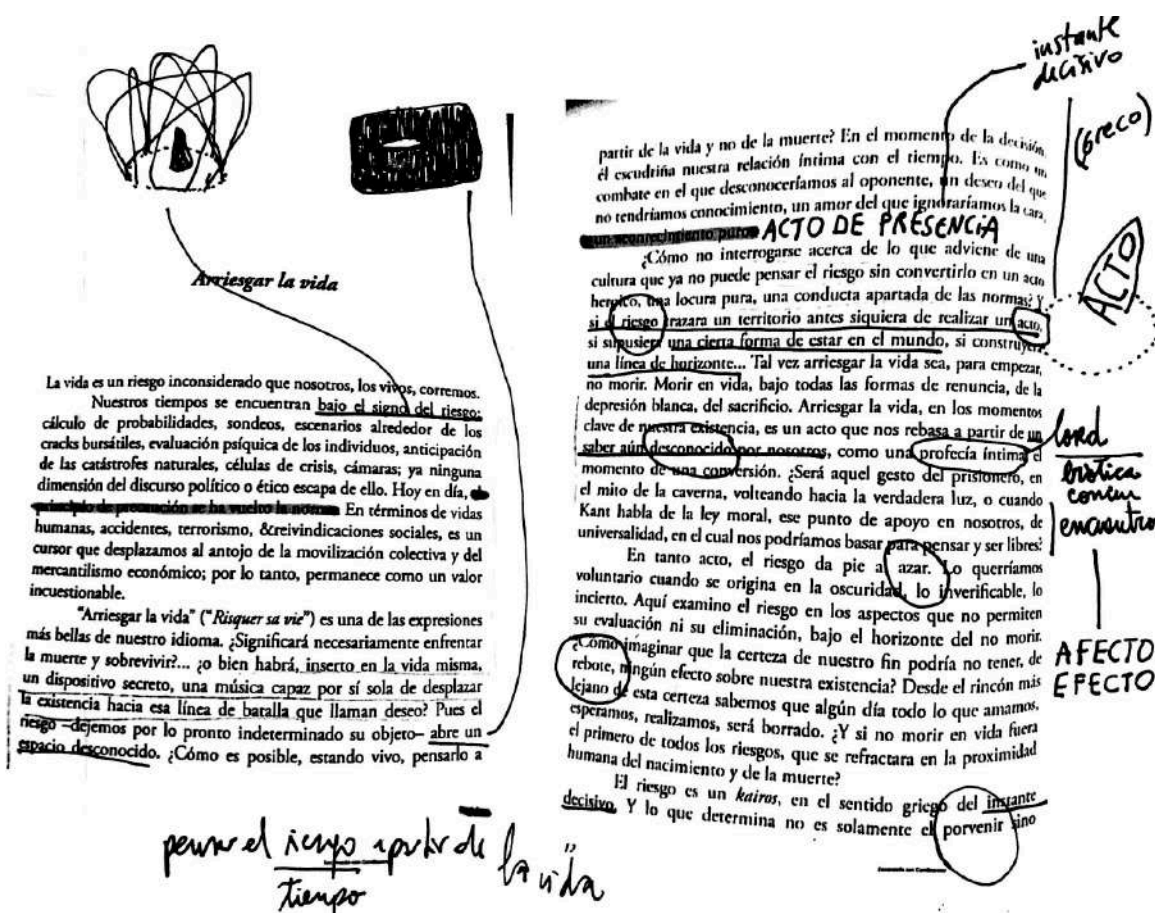 Arriesgar la vida
La vida es un riesgo inconsiderado que nosotros, los vivos, corremos.
Nuestros tiempos se encuentran bajo el signo del riesgo:
cálculo de probabilidades, sondeos, escenarios alrededor de los
cracks bursátiles, evaluación psíquica de los individuos, anticipación
de las catástrofes naturales, células de crisis, cámaras; ya ninguna
dimensión del discurso político o ético escapa de ello. Hoy en día, el
principio de precaución se ha vuelto la norma. En términos de vidas
humanas, accidentes, terrorismo, &reivindicaciones sociales, es un
cursor que desplazamos al antojo de la movilización colectiva y del
mercantilismo económico; por lo tanto, permanece como un valor
incuestionable.
"Arriesgar la vida" ("Risquer sa vie") es una de las expresiones
más bellas de nuestro idioma. ¿Significará necesariamente enfrentar
la muerte y sobrevivir?... ¿o bien habrá, inserto en la vida misma,
un dispositivo secreto, una música capaz por sí sola de desplazar
la existencia hacia esa línea de batalla que llaman deseo? Pues el
riesgo –dejemos por lo pronto indeterminado su objeto– abre un
espacio desconocido. ¿Cómo es posible, estando vivo, pensarlo a
pensar el riesgo a partir de la vida
tiempo
instante
decisivo
(Greco)
partir de la vida y no de la muerte? En el momento de la decisión,
él escudriña nuestra relación íntima con el tiempo. Es como un
combate en el que desconoceríamos al oponente, un deseo del que
no tendríamos conocimiento, un amor del que ignoraríamos la cara,
un acontecimiento puro. ACTO DE PRESENCIA
¿Cómo no interrogarse acerca de lo que adviene de una
cultura que ya no puede pensar el riesgo sin convertirlo en un acto
heroico, una locura pura, una conducta apartada de las normas? Y
si el riesgo trazara un territorio antes siquiera de realizar un acto,
si supusiera una cierta forma de estar en el mundo, si construyera
una línea de horizonte... Tal vez arriesgar la vida sea, para empezar,
no morir. Morir en vida, bajo todas las formas de renuncia, de la
depresión blanca, del sacrificio. Arriesgar la vida, en los momentos
clave de nuestra existencia, es un acto que nos rebasa a partir de un
saber aún desconocido por nosotros, como una profecía íntima; el
momento de una conversión. ¿Será aquel gesto del prisionero, en
el mito de la caverna, volteando hacia la verdadera luz, o cuando
Kant habla de la ley moral, ese punto de apoyo en nosotros, de
universalidad, en el cual nos podríamos basar para pensar y ser libres?
En tanto acto, el riesgo da pie al azar. Lo querríamos
voluntario cuando se origina en la oscuridad, lo inverificable, lo
incierto. Aquí examino el riesgo en los aspectos que no permiten
su evaluación ni su eliminación, bajo el horizonte del no morir.
¿Cómo imaginar que la certeza de nuestro fin podría no tener, de
rebote, ningún efecto sobre nuestra existencia? Desde el rincón más
lejano de esta certeza sabemos que algún día todo lo que amamos,
esperamos, realizamos, será borrado. ¿Y si no morir en vida fuera
el primero de todos los riesgos, que se refractara en la proximidad
humana del nacimiento y de la muerte?
El riesgo es un kairos, en el sentido griego del instante
decisivo. Y lo que determina no es solamente el porvenir sino
ACTO
lord
encuentro
AFECTO
EFECTO